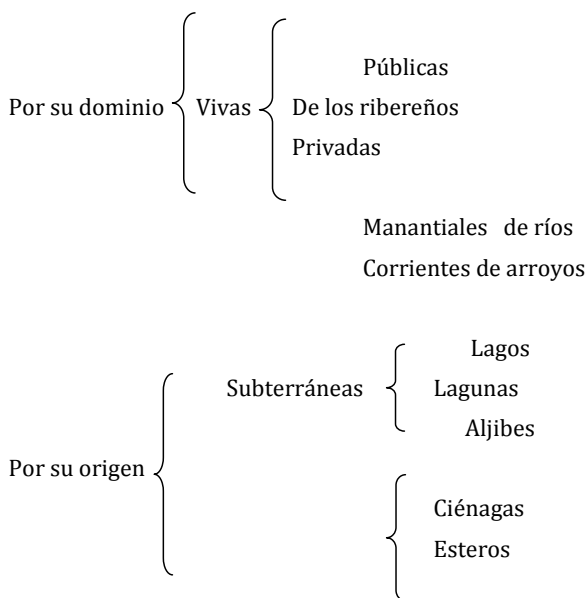 Públicas
Por su dominio Vivas De los ribereños
Privadas
Manantiales de ríos
Corrientes de arroyos
Lagos
Subterráneas Lagunas
Aljibes
Por su origen
Ciénagas
Esteros